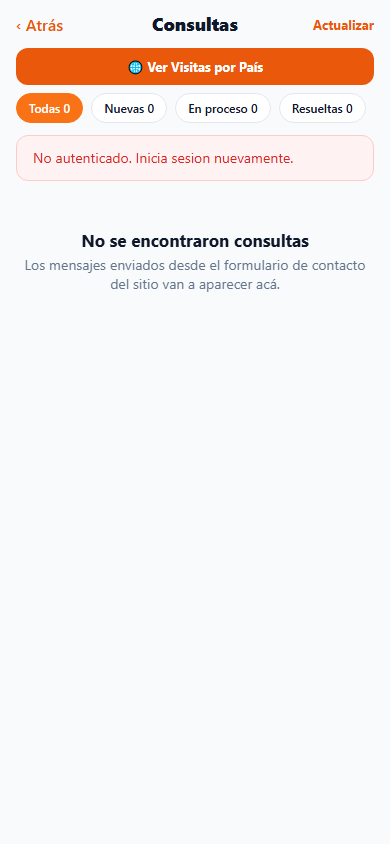 ‹ Atrás
Consultas
Actualizar
🌐 Ver Visitas por País
Todas 0
Nuevas 0
En proceso 0
Resueltas 0
No autenticado. Inicia sesion nuevamente.
No se encontraron consultas
Los mensajes enviados desde el formulario de contacto
del sitio van a aparecer acá.